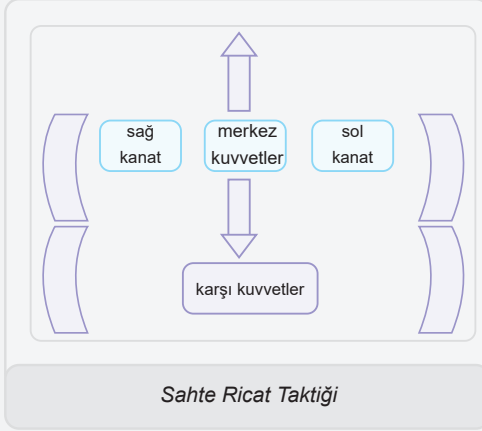 sağ
kanat
merkez
kuvvetler
sol
kanat
karşı kuvvetler
Sahte Ricat Taktiği